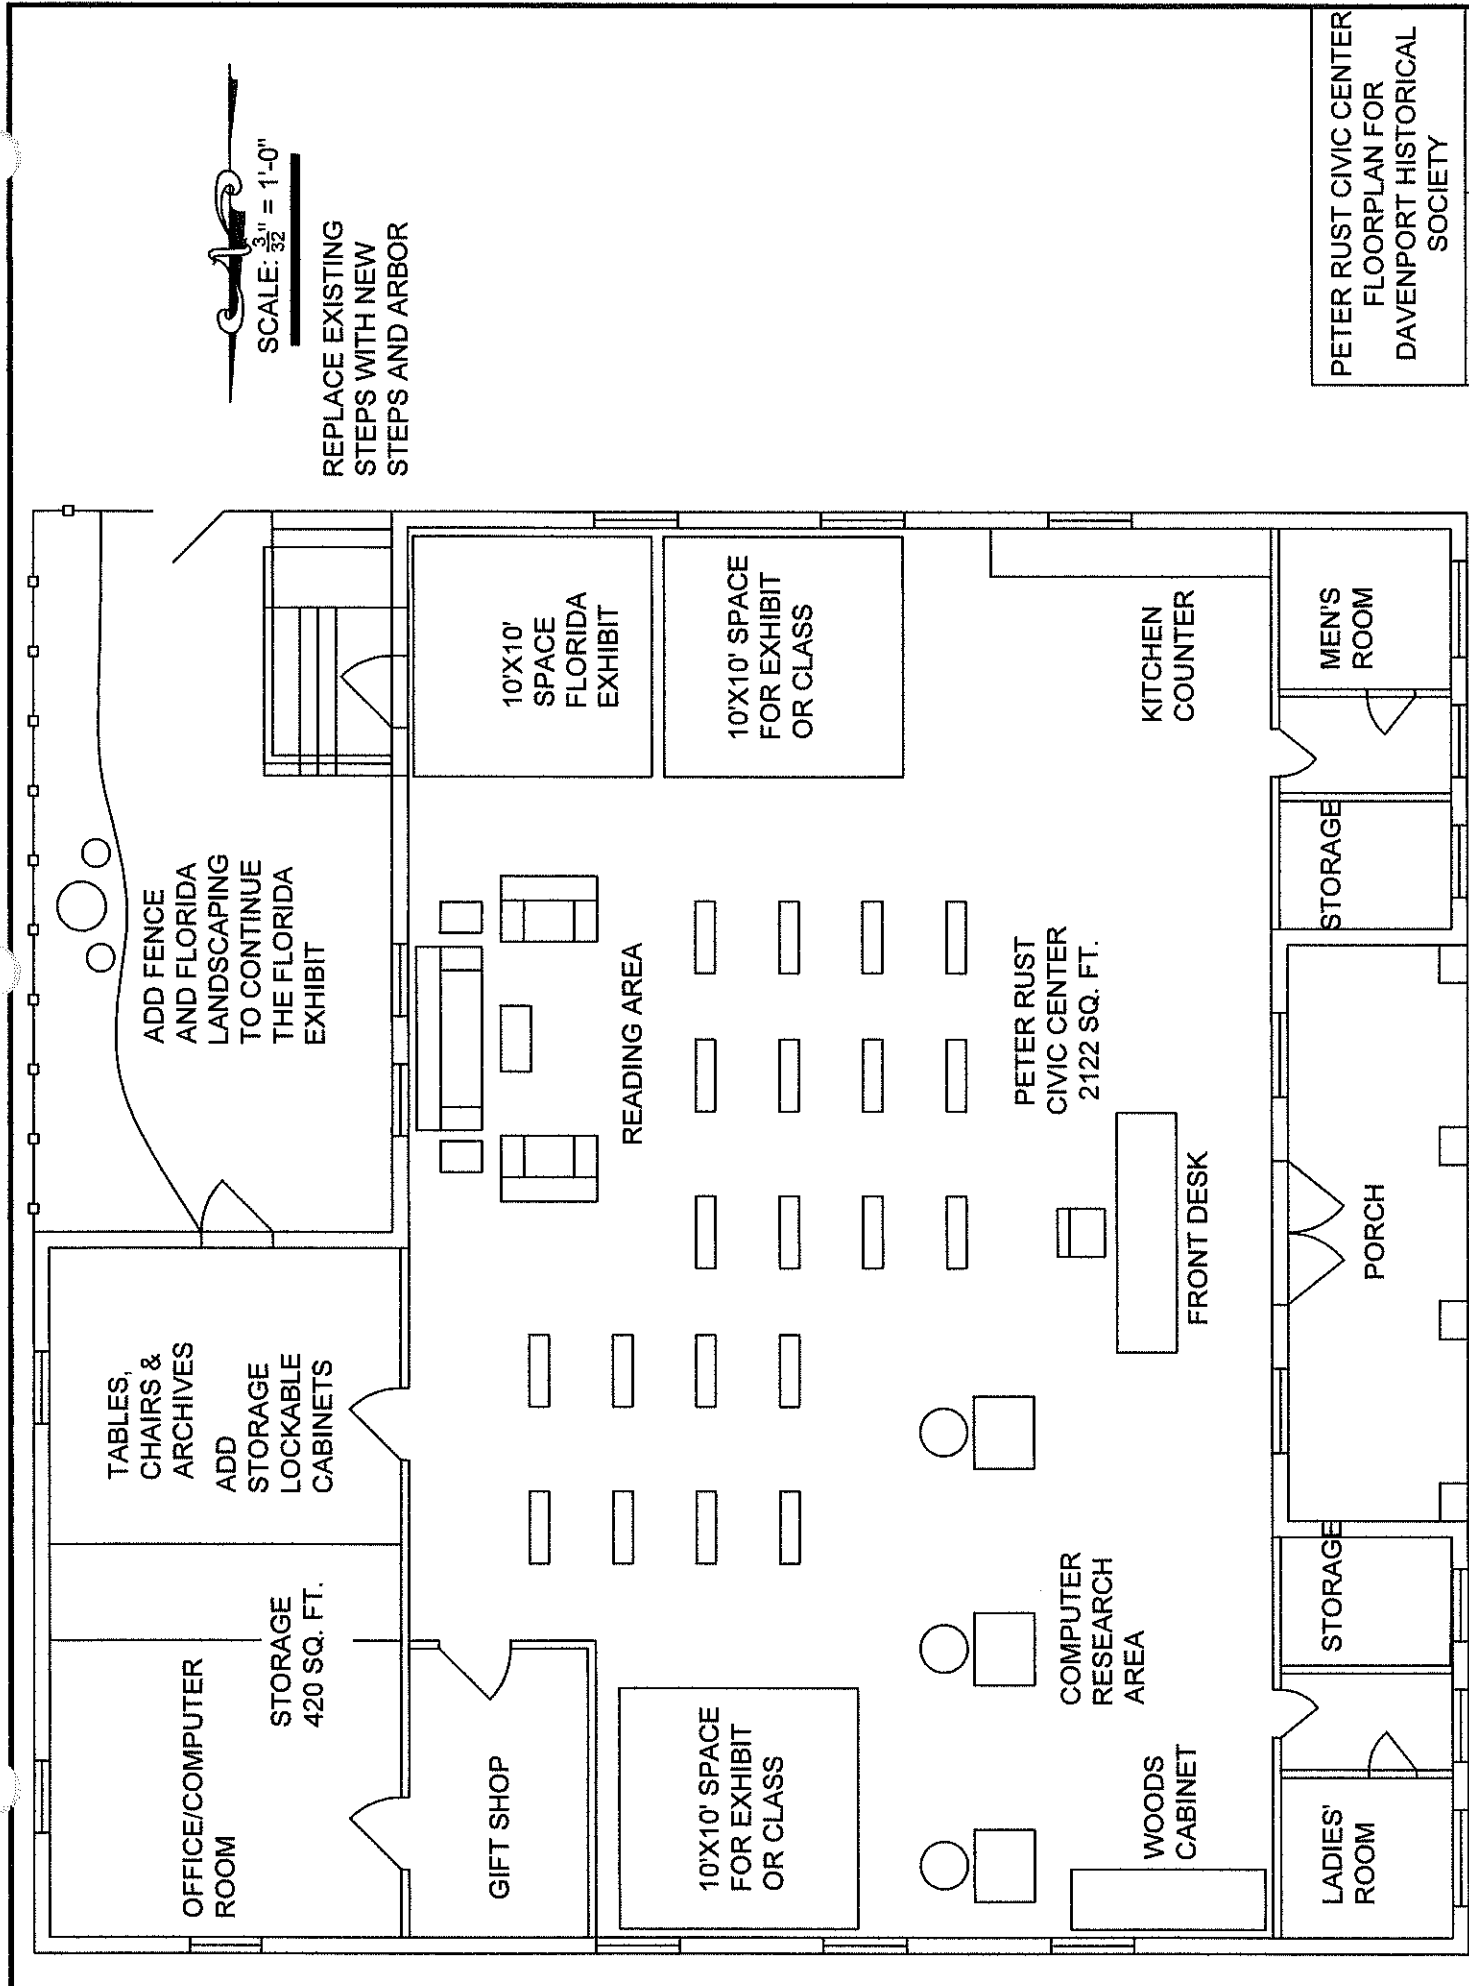 SCALE: 3/32" = 1'-0"
REPLACE EXISTING
STEPS WITH NEW
STEPS AND ARBOR
ADD FENCE
AND FLORIDA
LANDSCAPING
TO CONTINUE
THE FLORIDA
EXHIBIT
TABLES,
CHAIRS &
ARCHIVES
ADD
STORAGE
LOCKABLE
CABINETS
OFFICE/COMPUTER
ROOM
STORAGE
420 SQ. FT.
GIFT SHOP
10'X10'
SPACE
FLORIDA
EXHIBIT
10'X10' SPACE
FOR EXHIBIT
OR CLASS
READING AREA
10'X10' SPACE
FOR EXHIBIT
OR CLASS
PETER RUST
CIVIC CENTER
2122 SQ. FT.
KITCHEN
COUNTER
FRONT DESK
COMPUTER
RESEARCH
AREA
WOODS
CABINET
LADIES'
ROOM
STORAGE
PORCH
STORAGE
MEN'S
ROOM
PETER RUST CIVIC CENTER
FLOORPLAN FOR
DAVENPORT HISTORICAL
SOCIETY